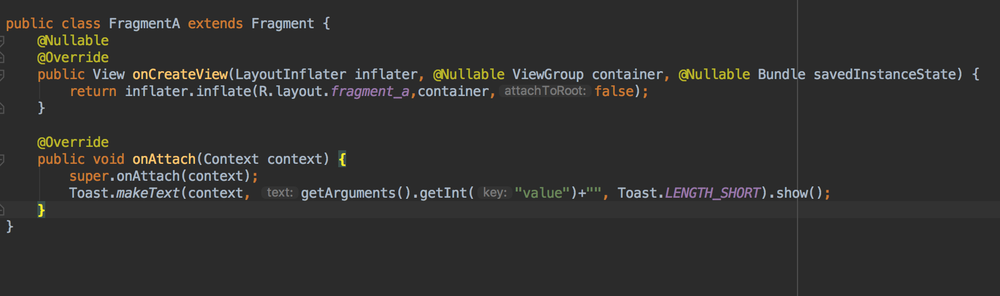 public class FragmentA extends Fragment {
@Nullable
@Override
public View onCreateView(LayoutInflater inflater, @Nullable ViewGroup container, @Nullable Bundle savedInstanceState) {
return inflater.inflate(R.layout.fragment_a,container, attachToRoot: false);
}
@Override
public void onAttach(Context context) {
super.onAttach(context);
Toast.makeText(context, text: getArguments().getInt( key: "value")+"", Toast.LENGTH_SHORT).show();
}
}